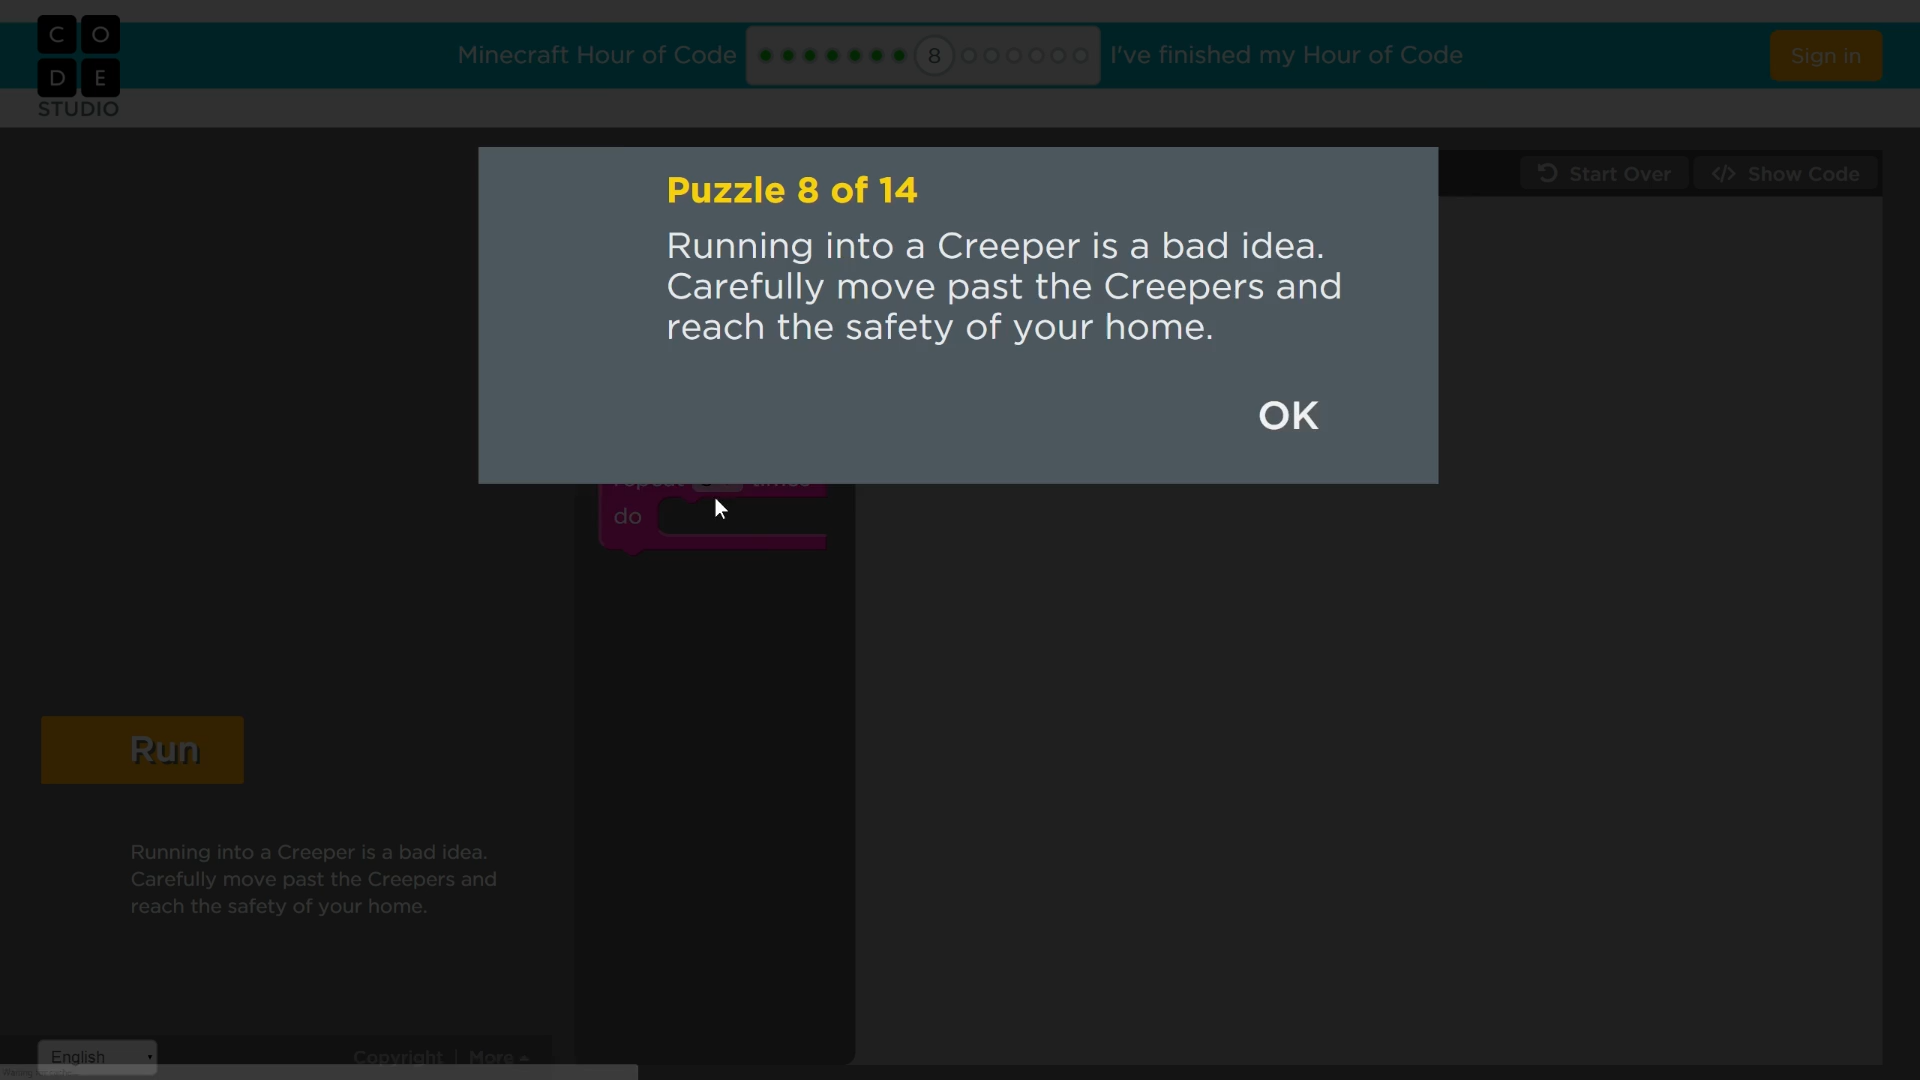 C O
D E
STUDIO
Minecraft Hour of Code
8
I've finished my Hour of Code
Sign in
Start Over
</> Show Code
Puzzle 8 of 14
Running into a Creeper is a bad idea.
Carefully move past the Creepers and
reach the safety of your home.
OK
repeat
times
do
Run
Running into a Creeper is a bad idea.
Carefully move past the Creepers and
reach the safety of your home.
English
Copyright | More